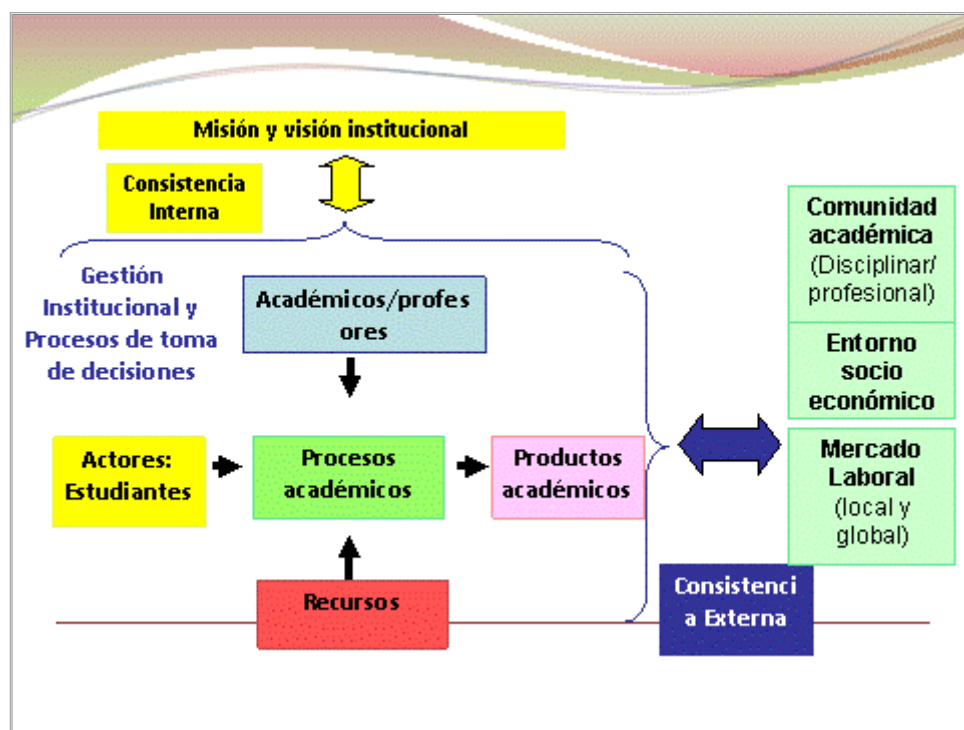 Misión y visión institucional
Consistencia
Interna
Gestión
Institucional y
Procesos de toma
de decisiones
Académicos/profes
ores
Actores:
Estudiantes
Procesos
académicos
Productos
académicos
Recursos
Comunidad
académica
(Disciplinar/
profesional)
Entorno
socio
económico
Mercado
Laboral
(local y
global)
Consistenci
a Externa